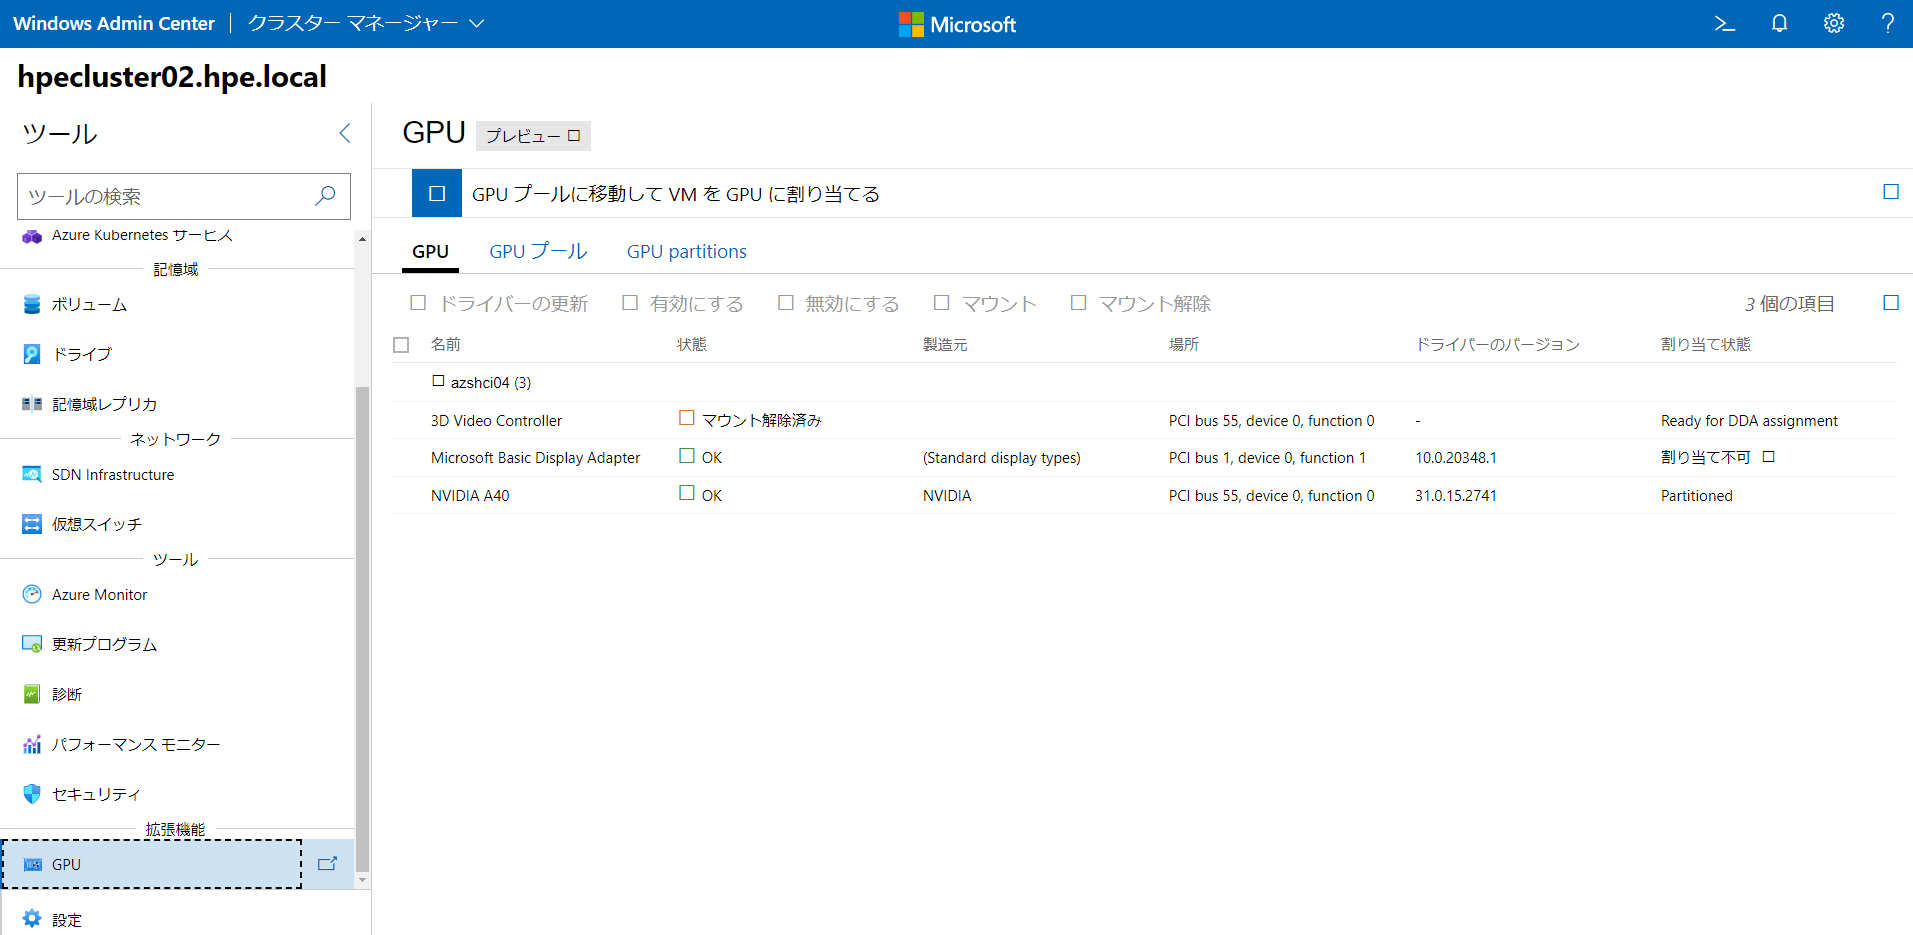 Windows Admin Center | クラスター マネージャー
Microsoft
hpecluster02.hpe.local
ツール
ツールの検索
Azure Kubernetes サービス
記憶域
ボリューム
ドライブ
記憶域レプリカ
ネットワーク
SDN Infrastructure
仮想スイッチ
ツール
Azure Monitor
更新プログラム
診断
パフォーマンス モニター
セキュリティ
拡張機能
GPU
設定
GPU プレビュー
GPU プールに移動して VM を GPU に割り当てる
GPU GPU プール GPU partitions
ドライバーの更新 有効にする 無効にする マウント マウント解除 3 個の項目
名前 状態 製造元 場所 ドライバーのバージョン 割り当て状態
azshci04 (3)
3D Video Controller マウント解除済み PCI bus 55, device 0, function 0 - Ready for DDA assignment
Microsoft Basic Display Adapter OK (Standard display types) PCI bus 1, device 0, function 1 10.0.20348.1 割り当て不可
NVIDIA A40 OK NVIDIA PCI bus 55, device 0, function 0 31.0.15.2741 Partitioned